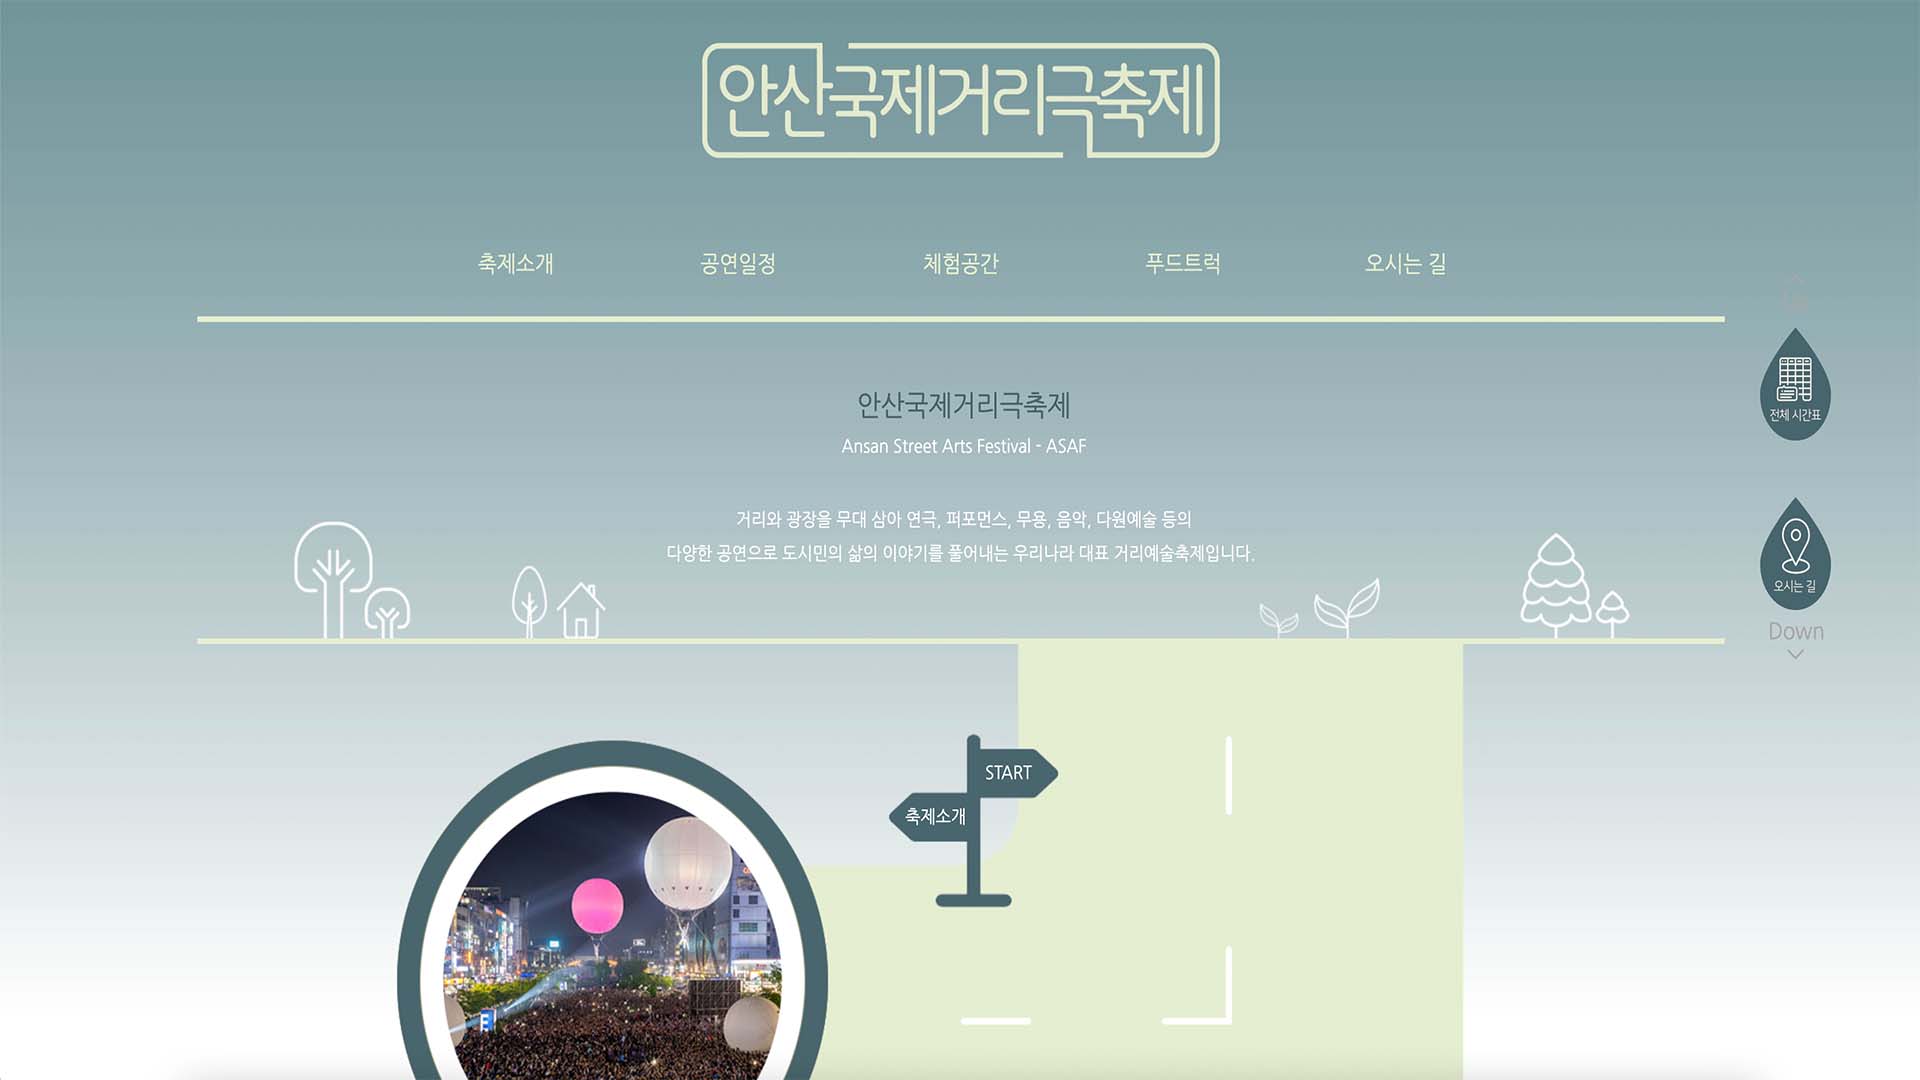 안산국제거리극축제
축제소개 공연일정 체험공간 푸드트럭 오시는 길
안산국제거리극축제
Ansan Street Arts Festival - ASAF
거리와 광장을 무대 삼아 연극, 퍼포먼스, 무용, 음악, 다원예술 등의
다양한 공연으로 도시민의 삶의 이야기를 풀어내는 우리나라 대표 거리예술축제입니다.
전체 시간표
오시는 길
Down
START
축제소개